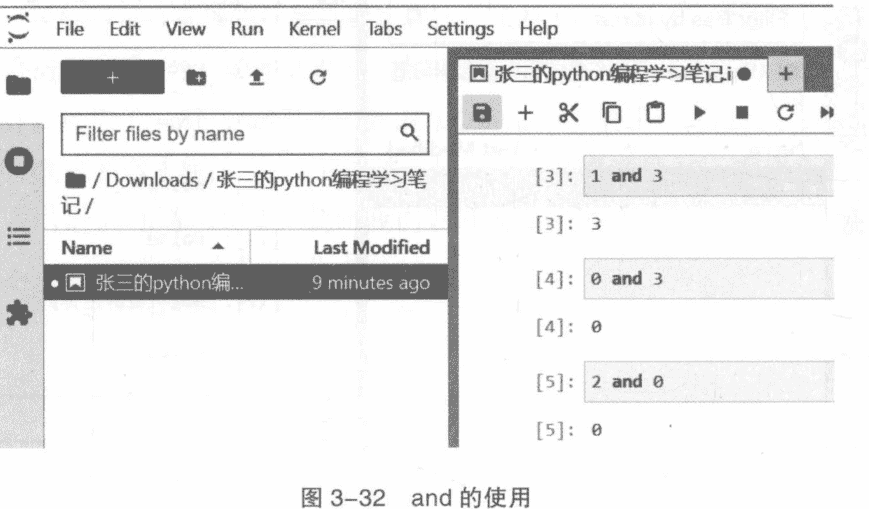 File Edit View Run Kernel Tabs Settings Help
+
Filter files by name
/ Downloads / 张三的python编程学习笔
记 /
Name Last Modified
张三的python编... 9 minutes ago
张三的python编程学习笔记.i
[3]: 1 and 3
[3]: 3
[4]: 0 and 3
[4]: 0
[5]: 2 and 0
[5]: 0
图 3-32 and 的使用